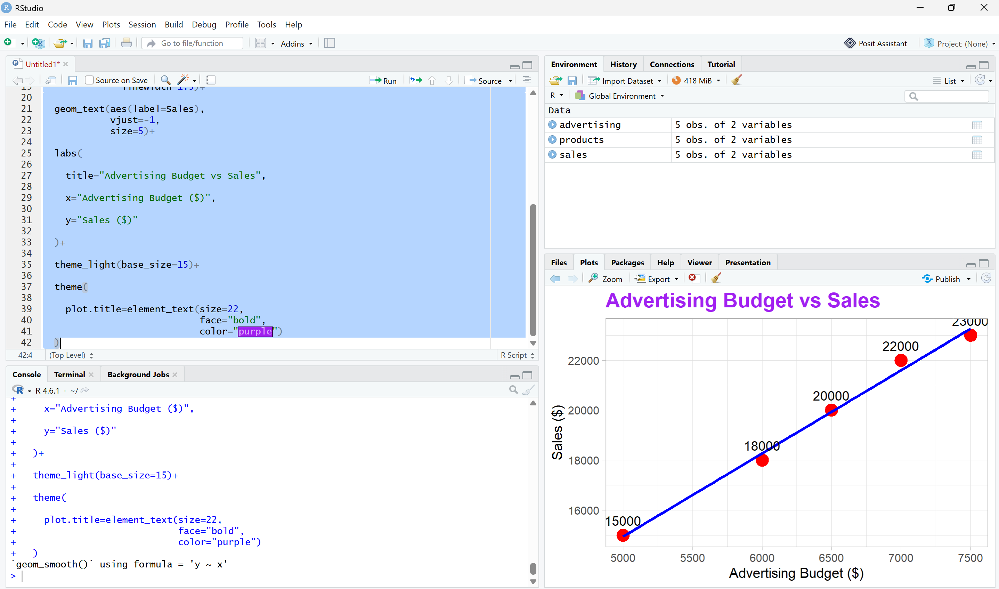 RStudio
File Edit Code View Plots Session Build Debug Profile Tools Help
Go to file/function Addins Posit Assistant Project: (None)
Untitled1*
Source on Save Run Source
20
21 geom_text(aes(label=Sales),
22 vjust=-1,
23 size=5)+
24
25 labs(
26
27 title="Advertising Budget vs Sales",
28
29 x="Advertising Budget ($)",
30
31 y="Sales ($)"
32
33 )+
34
35 theme_light(base_size=15)+
36
37 theme(
38
39 plot.title=element_text(size=22,
40 face="bold",
41 color="purple")
42 )
42:4 (Top Level) R Script
Console Terminal Background Jobs
R 4.6.1 · ~/
+
+ x="Advertising Budget ($)",
+
+ y="Sales ($)"
+
+ )+
+
+ theme_light(base_size=15)+
+
+ theme(
+
+ plot.title=element_text(size=22,
+ face="bold",
+ color="purple")
+ )
`geom_smooth()` using formula = 'y ~ x'
>
Environment History Connections Tutorial
Import Dataset 418 MiB List
R Global Environment
Data
advertising 5 obs. of 2 variables
products 5 obs. of 2 variables
sales 5 obs. of 2 variables
Files Plots Packages Help Viewer Presentation
Zoom Export Publish
Advertising Budget vs Sales
23000
22000
20000
18000
15000
Sales ($)
22000
20000
18000
16000
5000 5500 6000 6500 7000 7500
Advertising Budget ($)